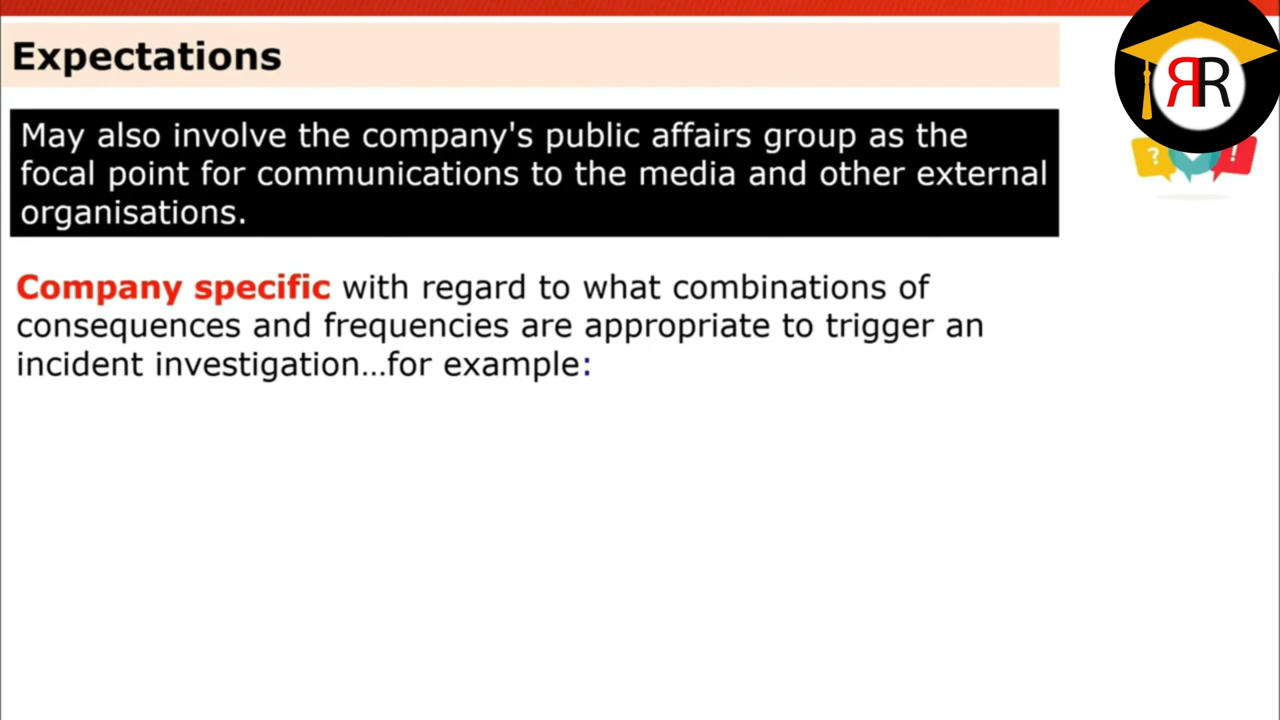 Expectations
May also involve the company's public affairs group as the
focal point for communications to the media and other external
organisations.
Company specific with regard to what combinations of
consequences and frequencies are appropriate to trigger an
incident investigation…for example:
ЯR
? !